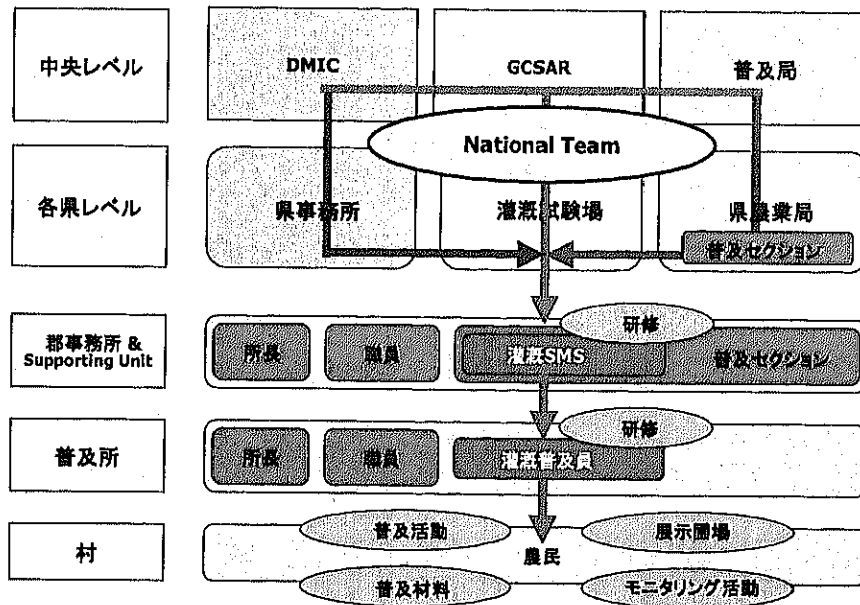 中央レベル
DMIC
GCSAR
普及局
National Team
各県レベル
県事務所
灌漑試験場
県農業局
普及セクション
郡事務所 &
Supporting Unit
所長
職員
灌漑SMS
研修
普及セクション
普及所
所長
職員
灌漑普及員
研修
村
普及活動
農民
展示圃場
普及材料
モニタリング活動